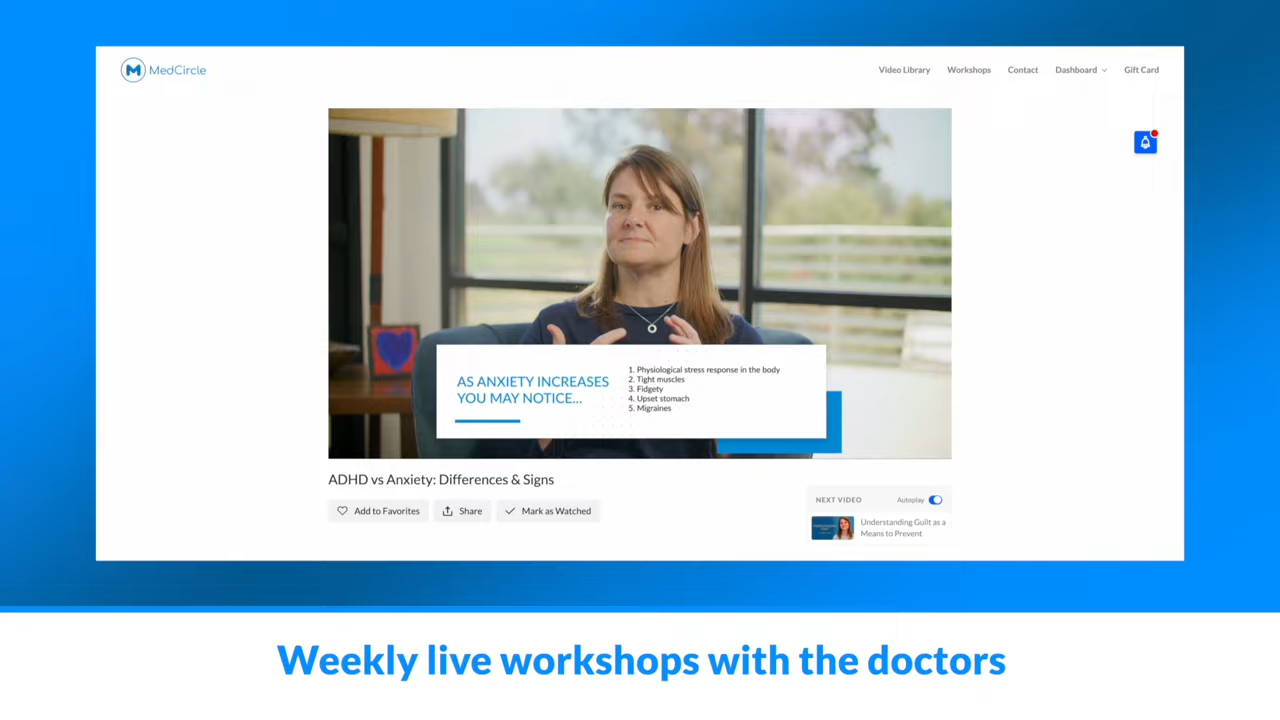 MedCircle
Video Library Workshops Contact Dashboard Gift Card
AS ANXIETY INCREASES
YOU MAY NOTICE...
1. Physiological stress response in the body
2. Tight muscles
3. Fidgety
4. Upset stomach
5. Migraines
ADHD vs Anxiety: Differences & Signs
Add to Favorites Share Mark as Watched
NEXT VIDEO Autoplay
Understanding Guilt as a
Means to Prevent
Weekly live workshops with the doctors